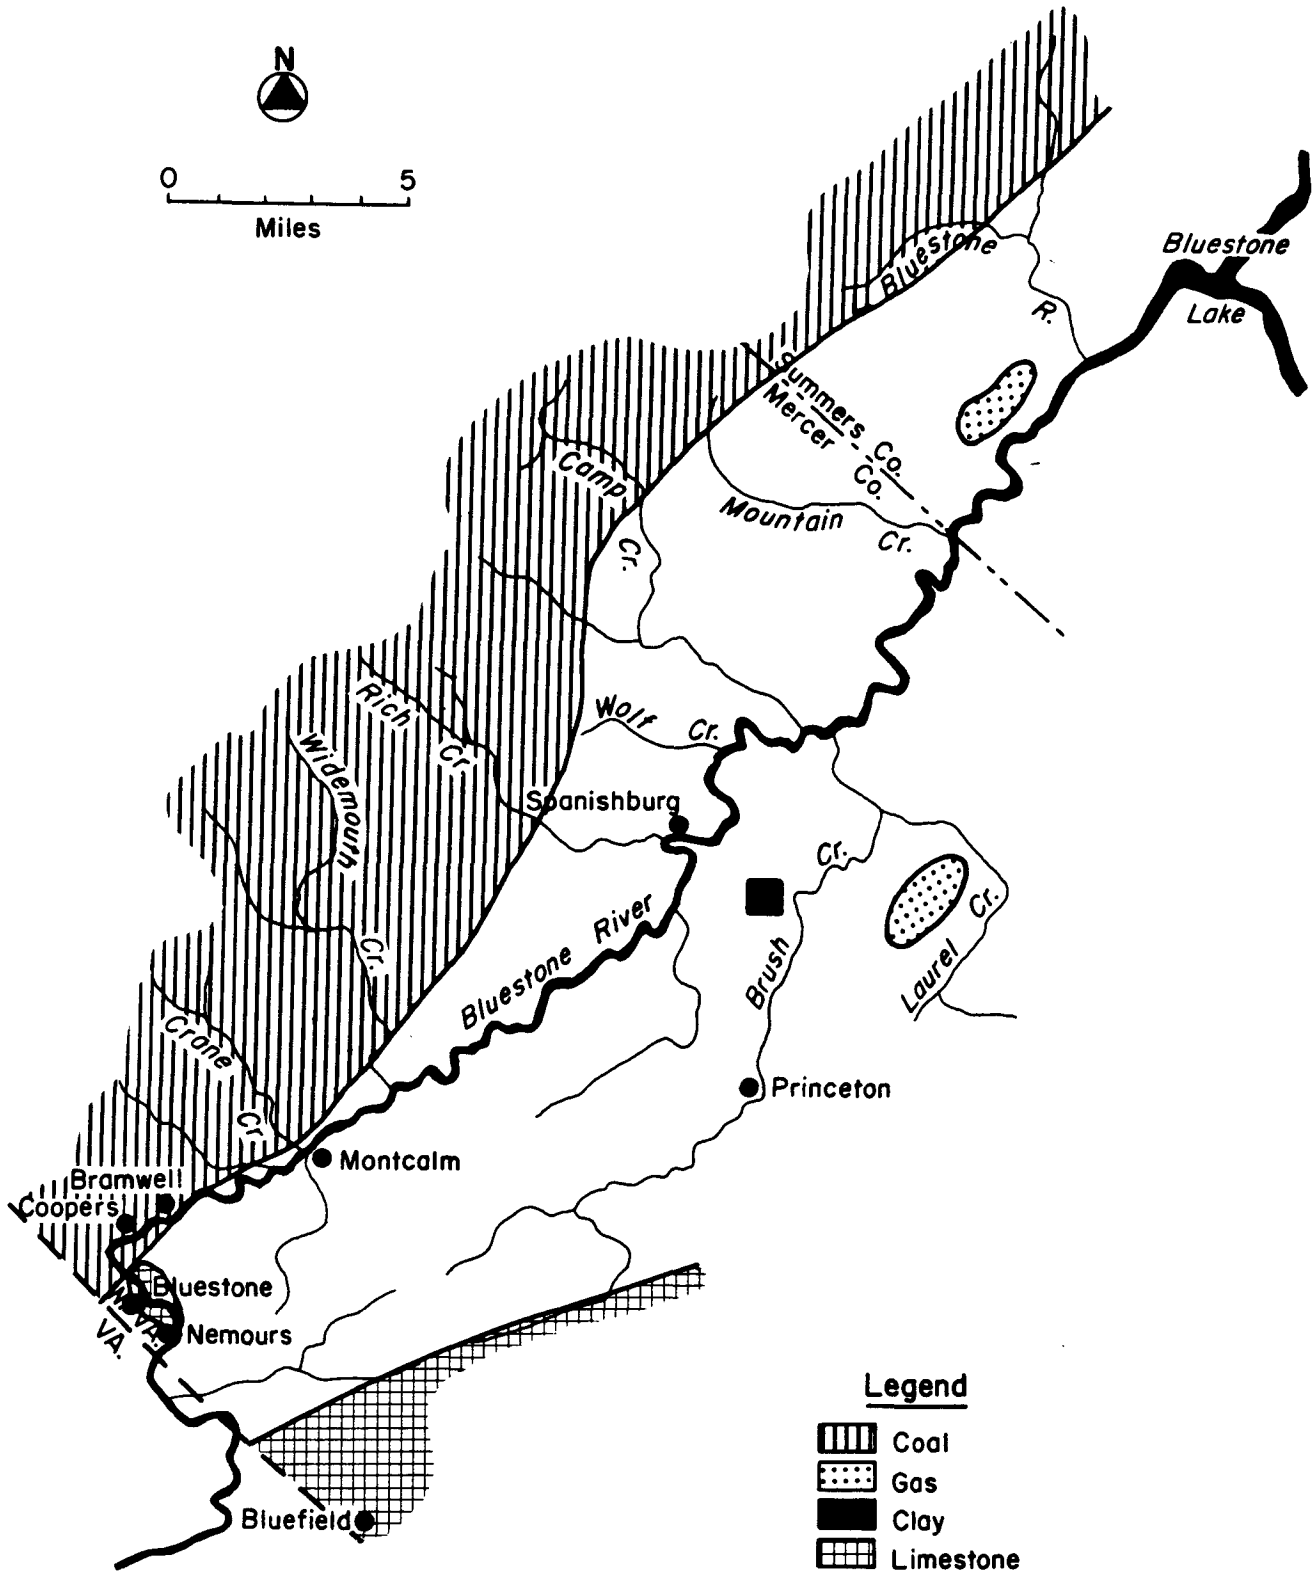 N
0 5
Miles
Bluestone
Lake
Bluestone
R.
Summers Co.
Mercer Co.
Camp
Cr.
Mountain
Cr.
Rich
Cr
Wolf
Cr.
Widemouth
Cr.
Spanishburg
Cr.
Brush
Bluestone River
Laurel
Cr.
Crane
Cr.
Princeton
Montcalm
Bramwell
Coopers
Bluestone
W. VA.
VA.
Nemours
Bluefield
Legend
Coal
Gas
Clay
Limestone